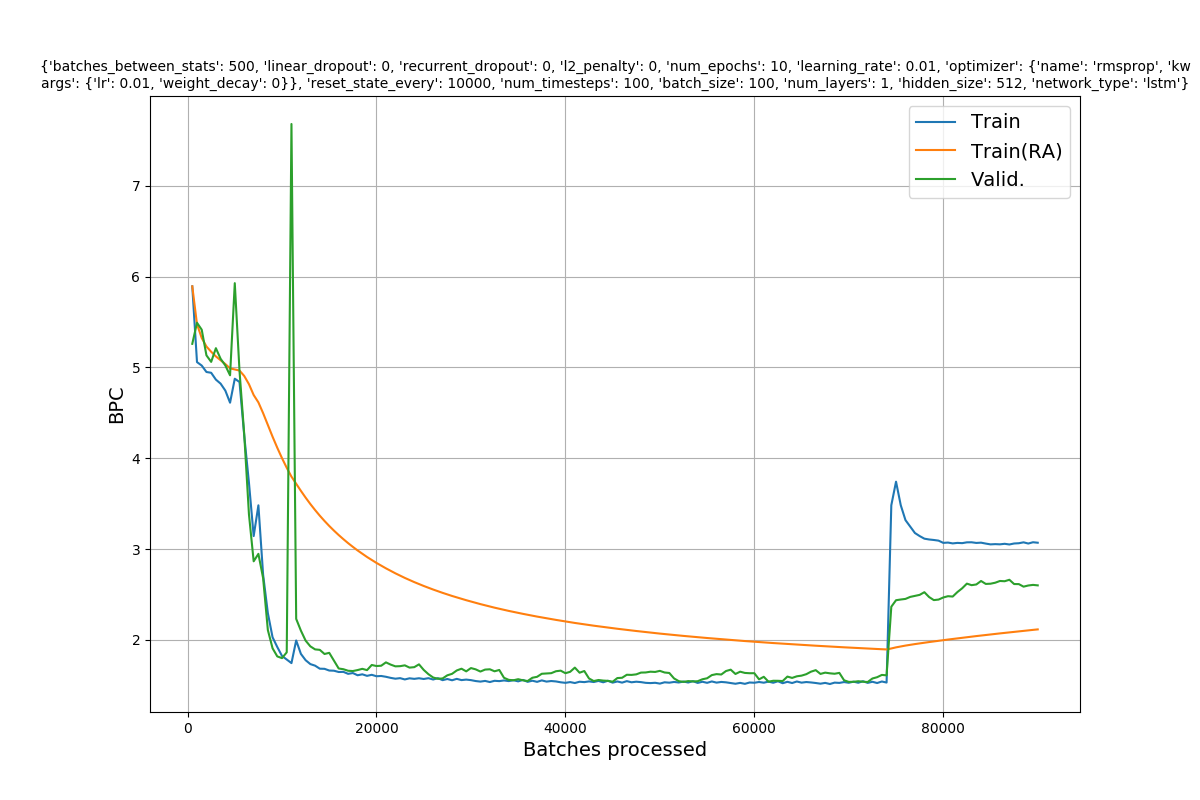 {'batches_between_stats': 500, 'linear_dropout': 0, 'recurrent_dropout': 0, 'l2_penalty': 0, 'num_epochs': 10, 'learning_rate': 0.01, 'optimizer': {'name': 'rmsprop', 'kw
args': {'lr': 0.01, 'weight_decay': 0}}, 'reset_state_every': 10000, 'num_timesteps': 100, 'batch_size': 100, 'num_layers': 1, 'hidden_size': 512, 'network_type': 'lstm'}
Train
Train(RA)
Valid.
7
6
5
4
3
2
BPC
0 20000 40000 60000 80000
Batches processed